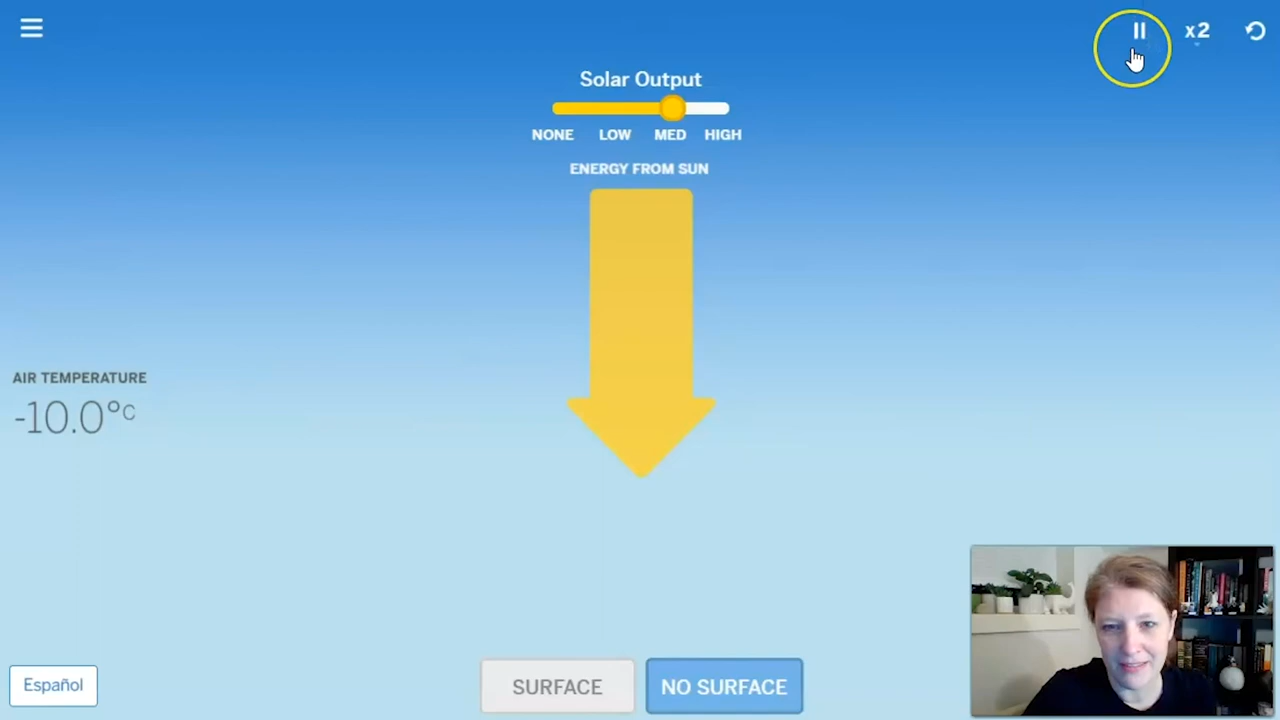 x2
Solar Output
NONE LOW MED HIGH
ENERGY FROM SUN
AIR TEMPERATURE
-10.0°C
Español
SURFACE
NO SURFACE